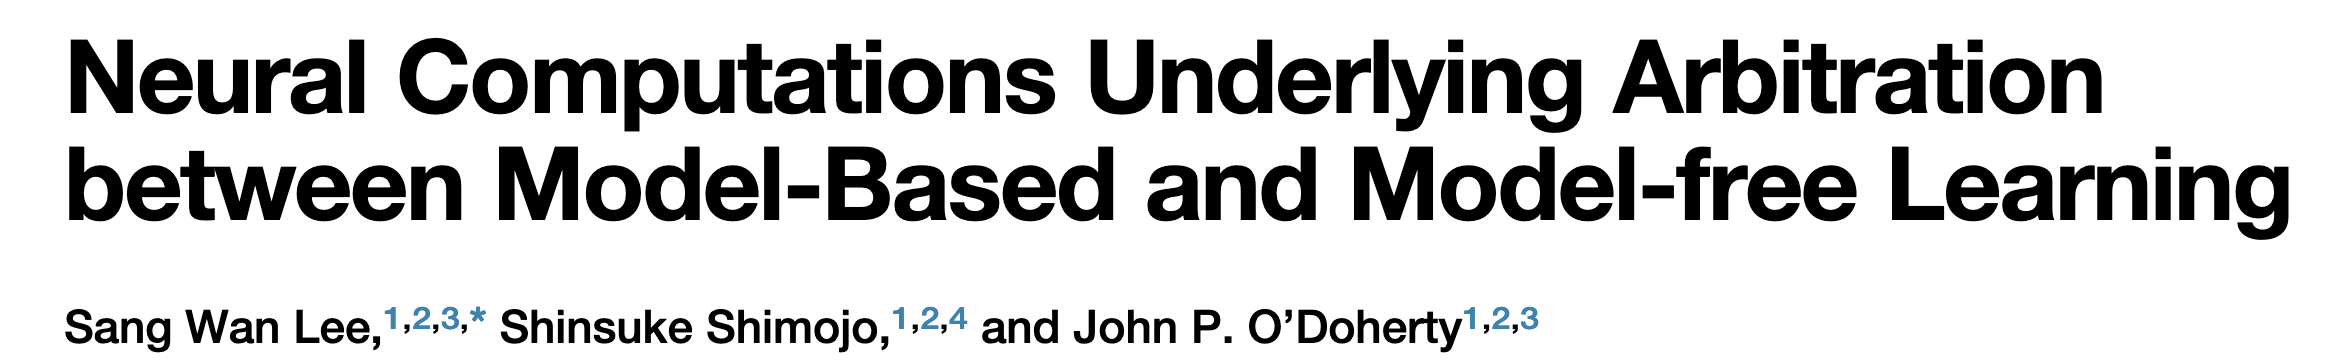 Neural Computations Underlying Arbitration
between Model-Based and Model-free Learning
Sang Wan Lee,1,2,3,* Shinsuke Shimojo,1,2,4 and John P. O’Doherty1,2,3